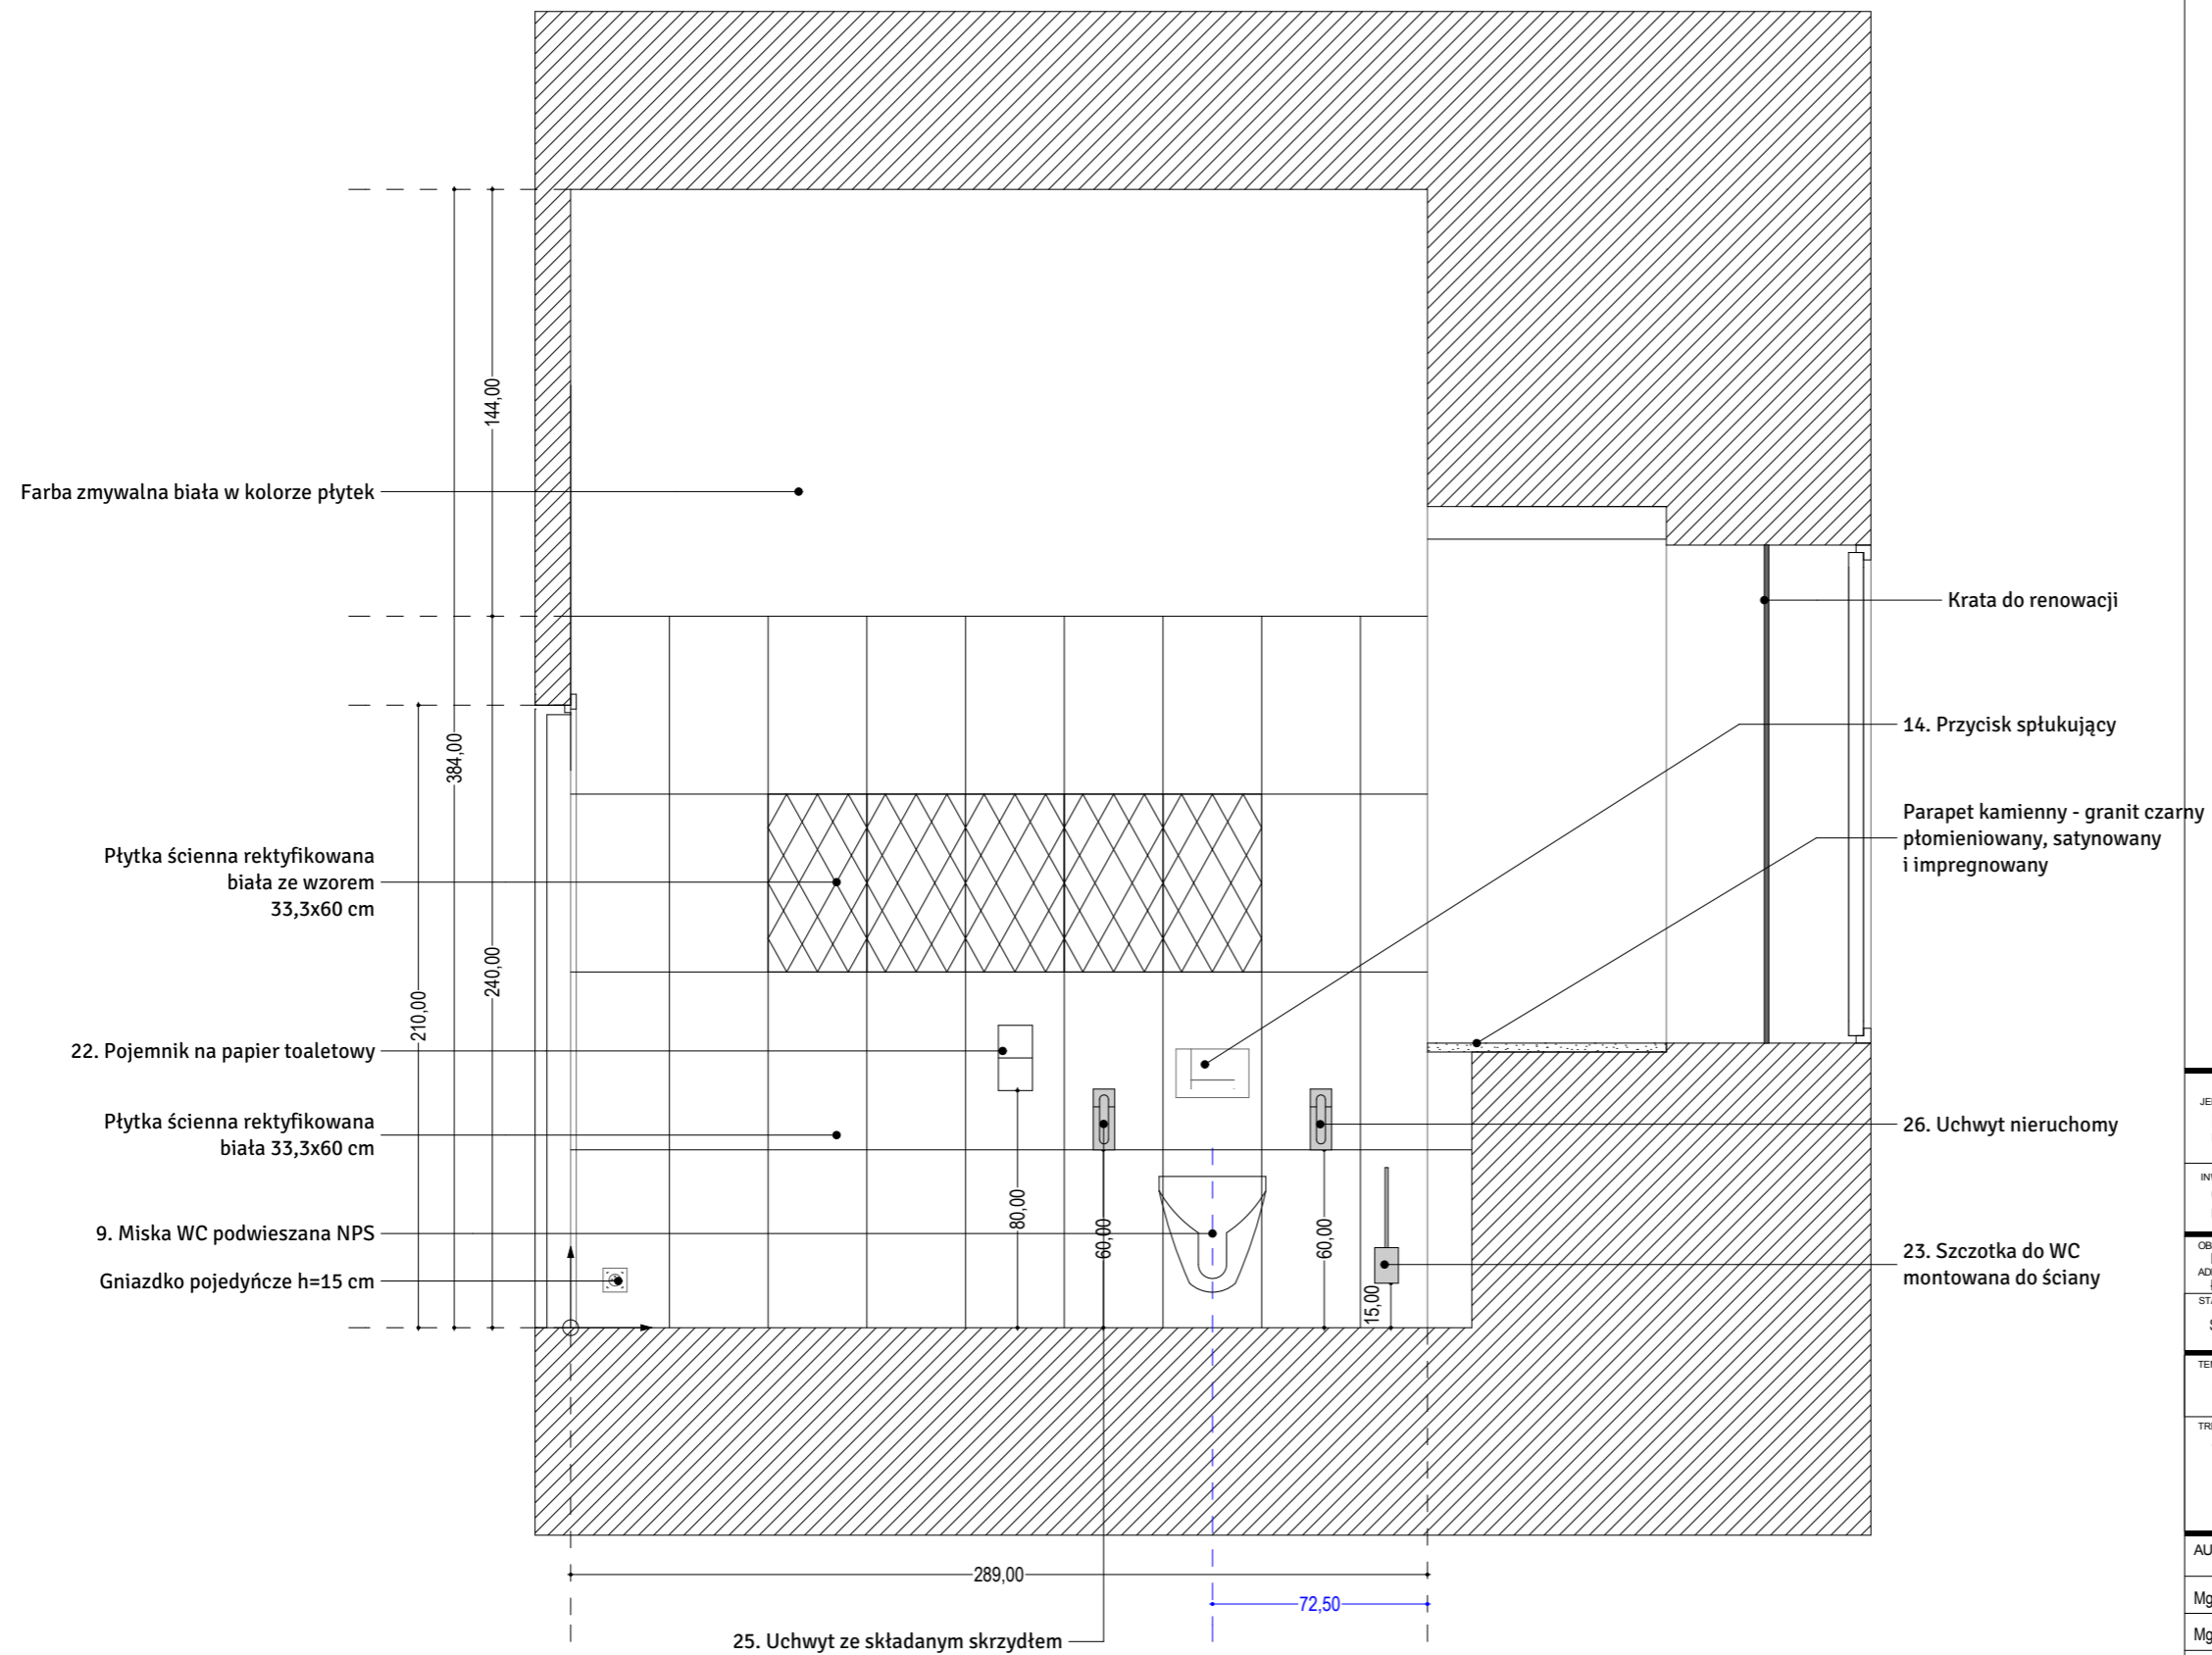 144,00
Farba zmywalna biała w kolorze płytek
Krata do renowacji
14. Przycisk spłukujący
384,00
Parapet kamienny - granit czarny
płomieniowany, satynowany
i impregnowany
Płytka ścienna rektyfikowana
biała ze wzorem
33,3x60 cm
240,00
210,00
22. Pojemnik na papier toaletowy
Płytka ścienna rektyfikowana
biała 33,3x60 cm
26. Uchwyt nieruchomy
80,00
60,00
60,00
9. Miska WC podwieszana NPS
23. Szczotka do WC
montowana do ściany
Gniazdko pojedyńcze h=15 cm
15,00
289,00
72,50
25. Uchwyt ze składanym skrzydłem
AU
Mg
Mg